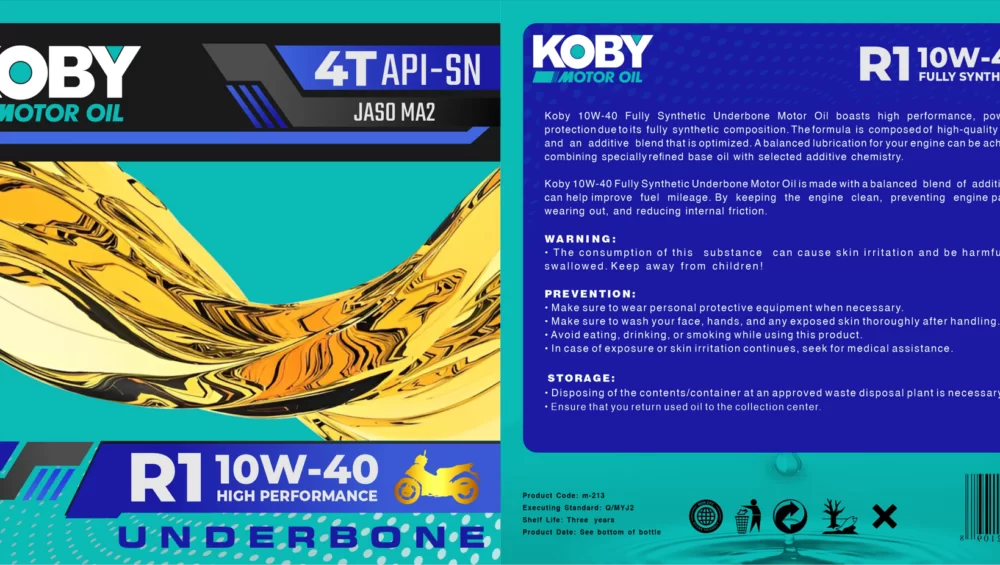 KOBY
MOTOR OIL
4T API-SN
JASO MA2
R1 10W-40
HIGH PERFORMANCE
UNDERBONE
KOBY
MOTOR OIL
R1 10W-4
FULLY SYNTH
Koby 10W-40 Fully Synthetic Underbone Motor Oil boasts high performance, pow
protection due to its fully synthetic composition. The formula is composed of high-quality
and an additive blend that is optimized. A balanced lubrication for your engine can be ach
combining specially refined base oil with selected additive chemistry.
Koby 10W-40 Fully Synthetic Underbone Motor Oil is made with a balanced blend of additi
can help improve fuel mileage. By keeping the engine clean, preventing engine pa
wearing out, and reducing internal friction.
WARNING:
• The consumption of this substance can cause skin irritation and be harmfu
swallowed. Keep away from children!
PREVENTION:
• Make sure to wear personal protective equipment when necessary.
• Make sure to wash your face, hands, and any exposed skin thoroughly after handling.
• Avoid eating, drinking, or smoking while using this product.
• In case of exposure or skin irritation continues, seek for medical assistance.
STORAGE:
• Disposing of the contents/container at an approved waste disposal plant is necessary
• Ensure that you return used oil to the collection center.
Product Code: m-213
Executing Standard: Q/MYJ2
Shelf Life: Three years
Product Date: See bottom of bottle